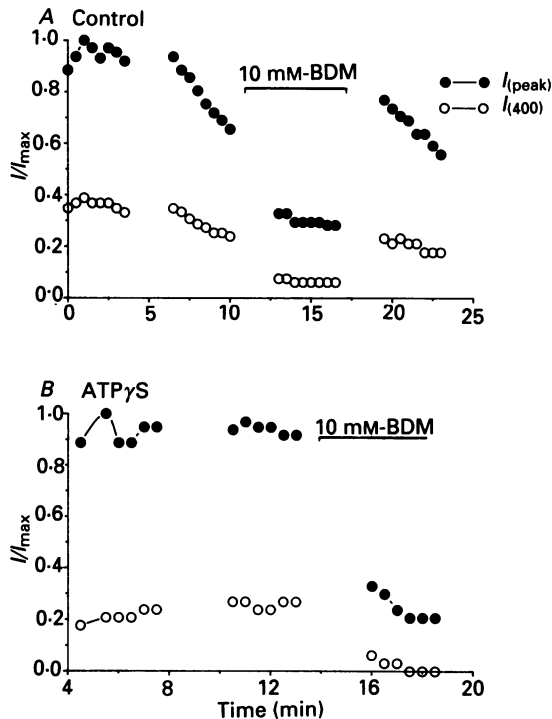 A Control
1·0
0·8
0·6
0·4
0·2
0·0
I/Imax
10 mM-BDM
I(peak)
I(400)
0 5 10 15 20 25
B ATPγS
1·0
0·8
0·6
0·4
0·2
0·0
I/Imax
10 mM-BDM
4 8 12 16 20
Time (min)